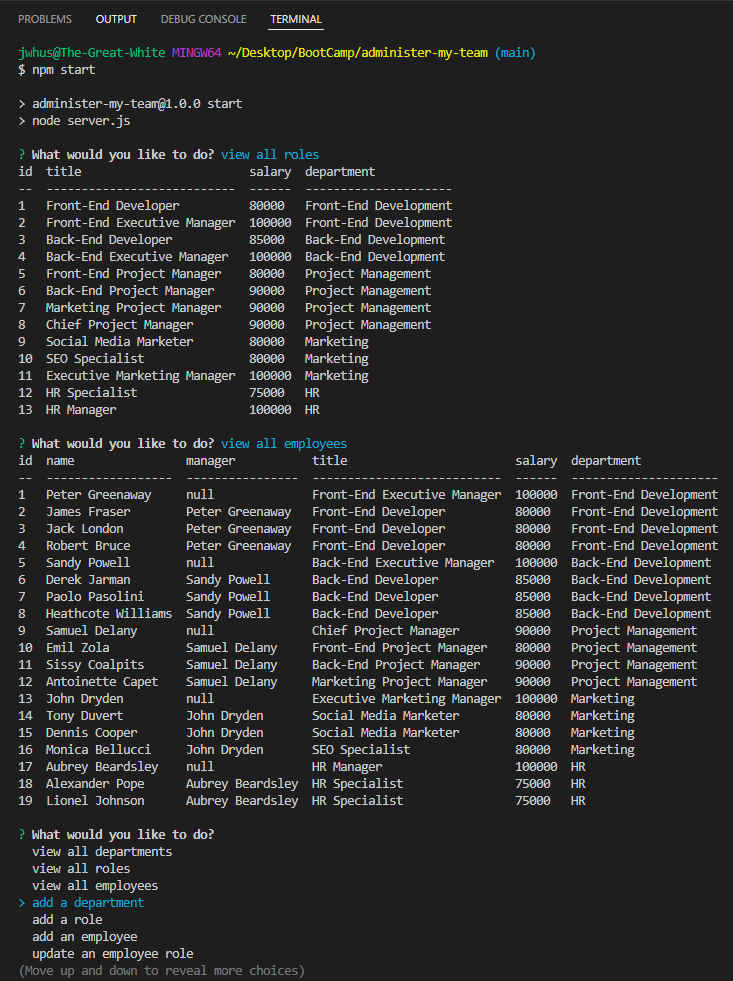 PROBLEMS OUTPUT DEBUG CONSOLE TERMINAL
jwhus@The-Great-White MINGW64 ~/Desktop/BootCamp/administer-my-team (main)
$ npm start
> administer-my-team@1.0.0 start
> node server.js
? What would you like to do? view all roles
id  title                        salary  department
--  ---------------------------  ------  ---------------------
1   Front-End Developer          80000   Front-End Development
2   Front-End Executive Manager  100000  Front-End Development
3   Back-End Developer           85000   Back-End Development
4   Back-End Executive Manager   100000  Back-End Development
5   Front-End Project Manager    80000   Project Management
6   Back-End Project Manager     90000   Project Management
7   Marketing Project Manager    90000   Project Management
8   Chief Project Manager        90000   Project Management
9   Social Media Marketer        80000   Marketing
10  SEO Specialist               80000   Marketing
11  Executive Marketing Manager  100000  Marketing
12  HR Specialist                75000   HR
13  HR Manager                   100000  HR
? What would you like to do? view all employees
id  name                manager           title                        salary  department
--  ------------------  ----------------  ---------------------------  ------  ---------------------
1   Peter Greenaway     null              Front-End Executive Manager  100000  Front-End Development
2   James Fraser        Peter Greenaway   Front-End Developer          80000   Front-End Development
3   Jack London         Peter Greenaway   Front-End Developer          80000   Front-End Development
4   Robert Bruce        Peter Greenaway   Front-End Developer          80000   Front-End Development
5   Sandy Powell        null              Back-End Executive Manager   100000  Back-End Development
6   Derek Jarman        Sandy Powell      Back-End Developer           85000   Back-End Development
7   Paolo Pasolini      Sandy Powell      Back-End Developer           85000   Back-End Development
8   Heathcote Williams  Sandy Powell      Back-End Developer           85000   Back-End Development
9   Samuel Delany       null              Chief Project Manager        90000   Project Management
10  Emil Zola           Samuel Delany     Front-End Project Manager    80000   Project Management
11  Sissy Coalpits      Samuel Delany     Back-End Project Manager     90000   Project Management
12  Antoinette Capet    Samuel Delany     Marketing Project Manager    90000   Project Management
13  John Dryden         null              Executive Marketing Manager  100000  Marketing
14  Tony Duvert         John Dryden       Social Media Marketer        80000   Marketing
15  Dennis Cooper       John Dryden       Social Media Marketer        80000   Marketing
16  Monica Bellucci     John Dryden       SEO Specialist               80000   Marketing
17  Aubrey Beardsley    null              HR Manager                   100000  HR
18  Alexander Pope      Aubrey Beardsley  HR Specialist                75000   HR
19  Lionel Johnson      Aubrey Beardsley  HR Specialist                75000   HR
? What would you like to do?
  view all departments
  view all roles
  view all employees
> add a department
  add a role
  add an employee
  update an employee role
(Move up and down to reveal more choices)